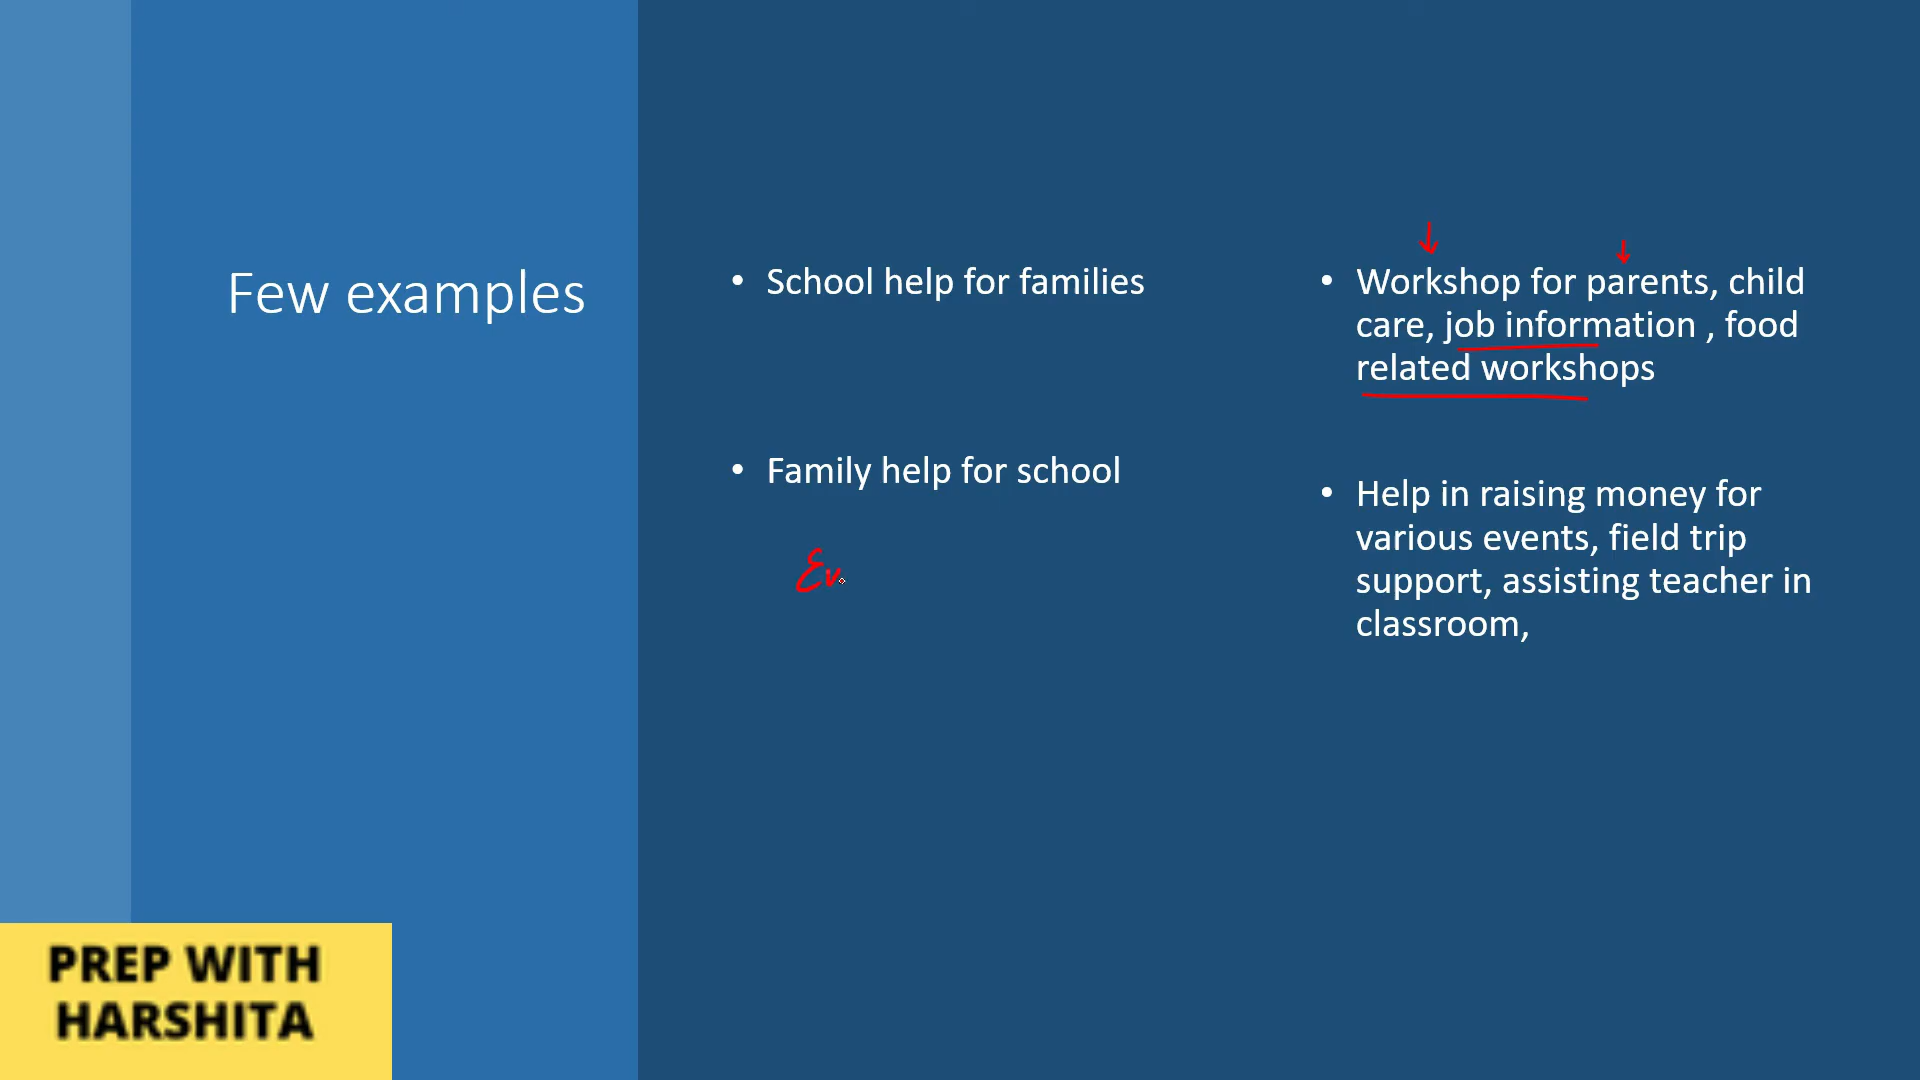 Few examples
• School help for families
• Family help for school
Ev
• Workshop for parents, child
care, job information , food
related workshops
• Help in raising money for
various events, field trip
support, assisting teacher in
classroom,
PREP WITH
HARSHITA